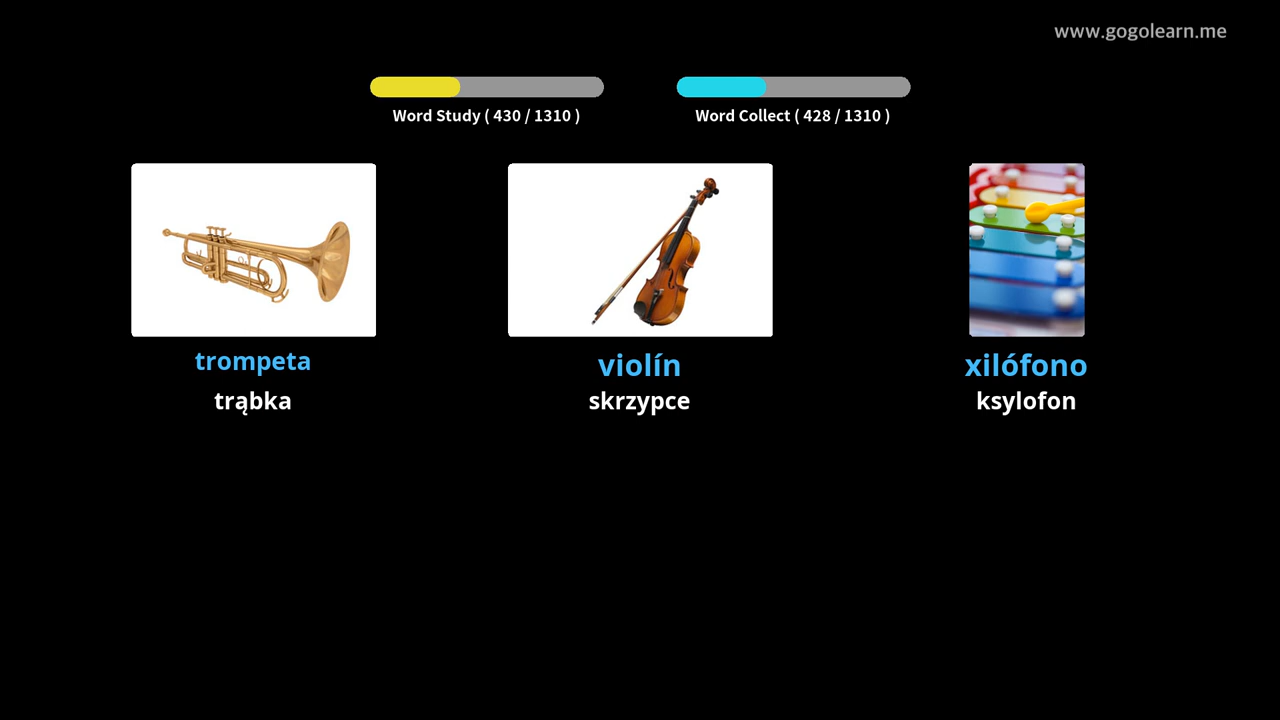 www.gogolearn.me
Word Study ( 430 / 1310 )
Word Collect ( 428 / 1310 )
trompeta
violín
xilófono
trąbka
skrzypce
ksylofon